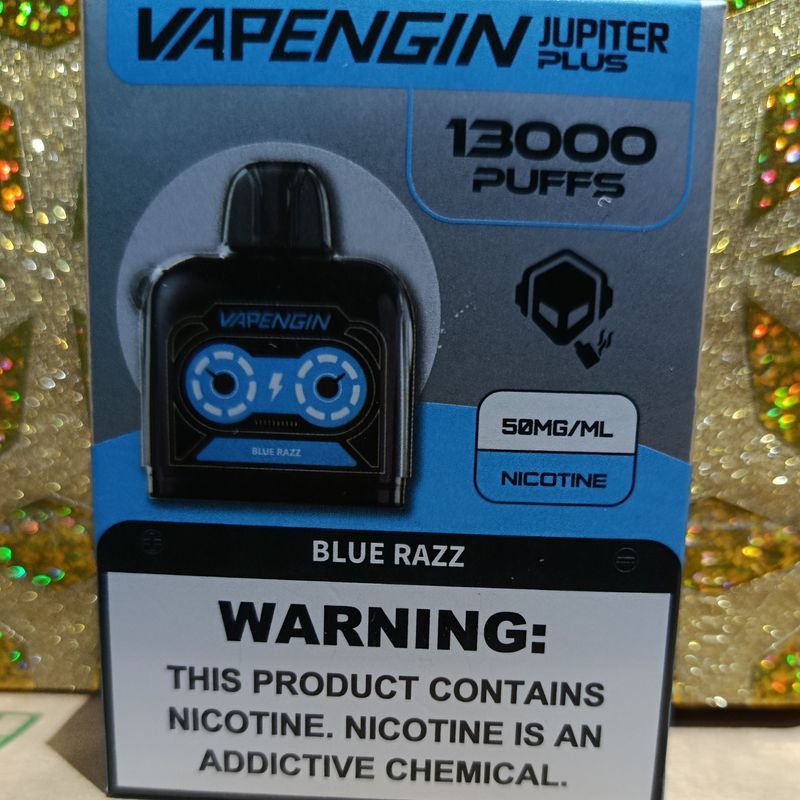 VAPENGIN JUPITER
PLUS
13000
PUFFS
VAPENGIN
BLUE RAZZ
50MG/ML
NICOTINE
BLUE RAZZ
WARNING:
THIS PRODUCT CONTAINS
NICOTINE. NICOTINE IS AN
ADDICTIVE CHEMICAL.